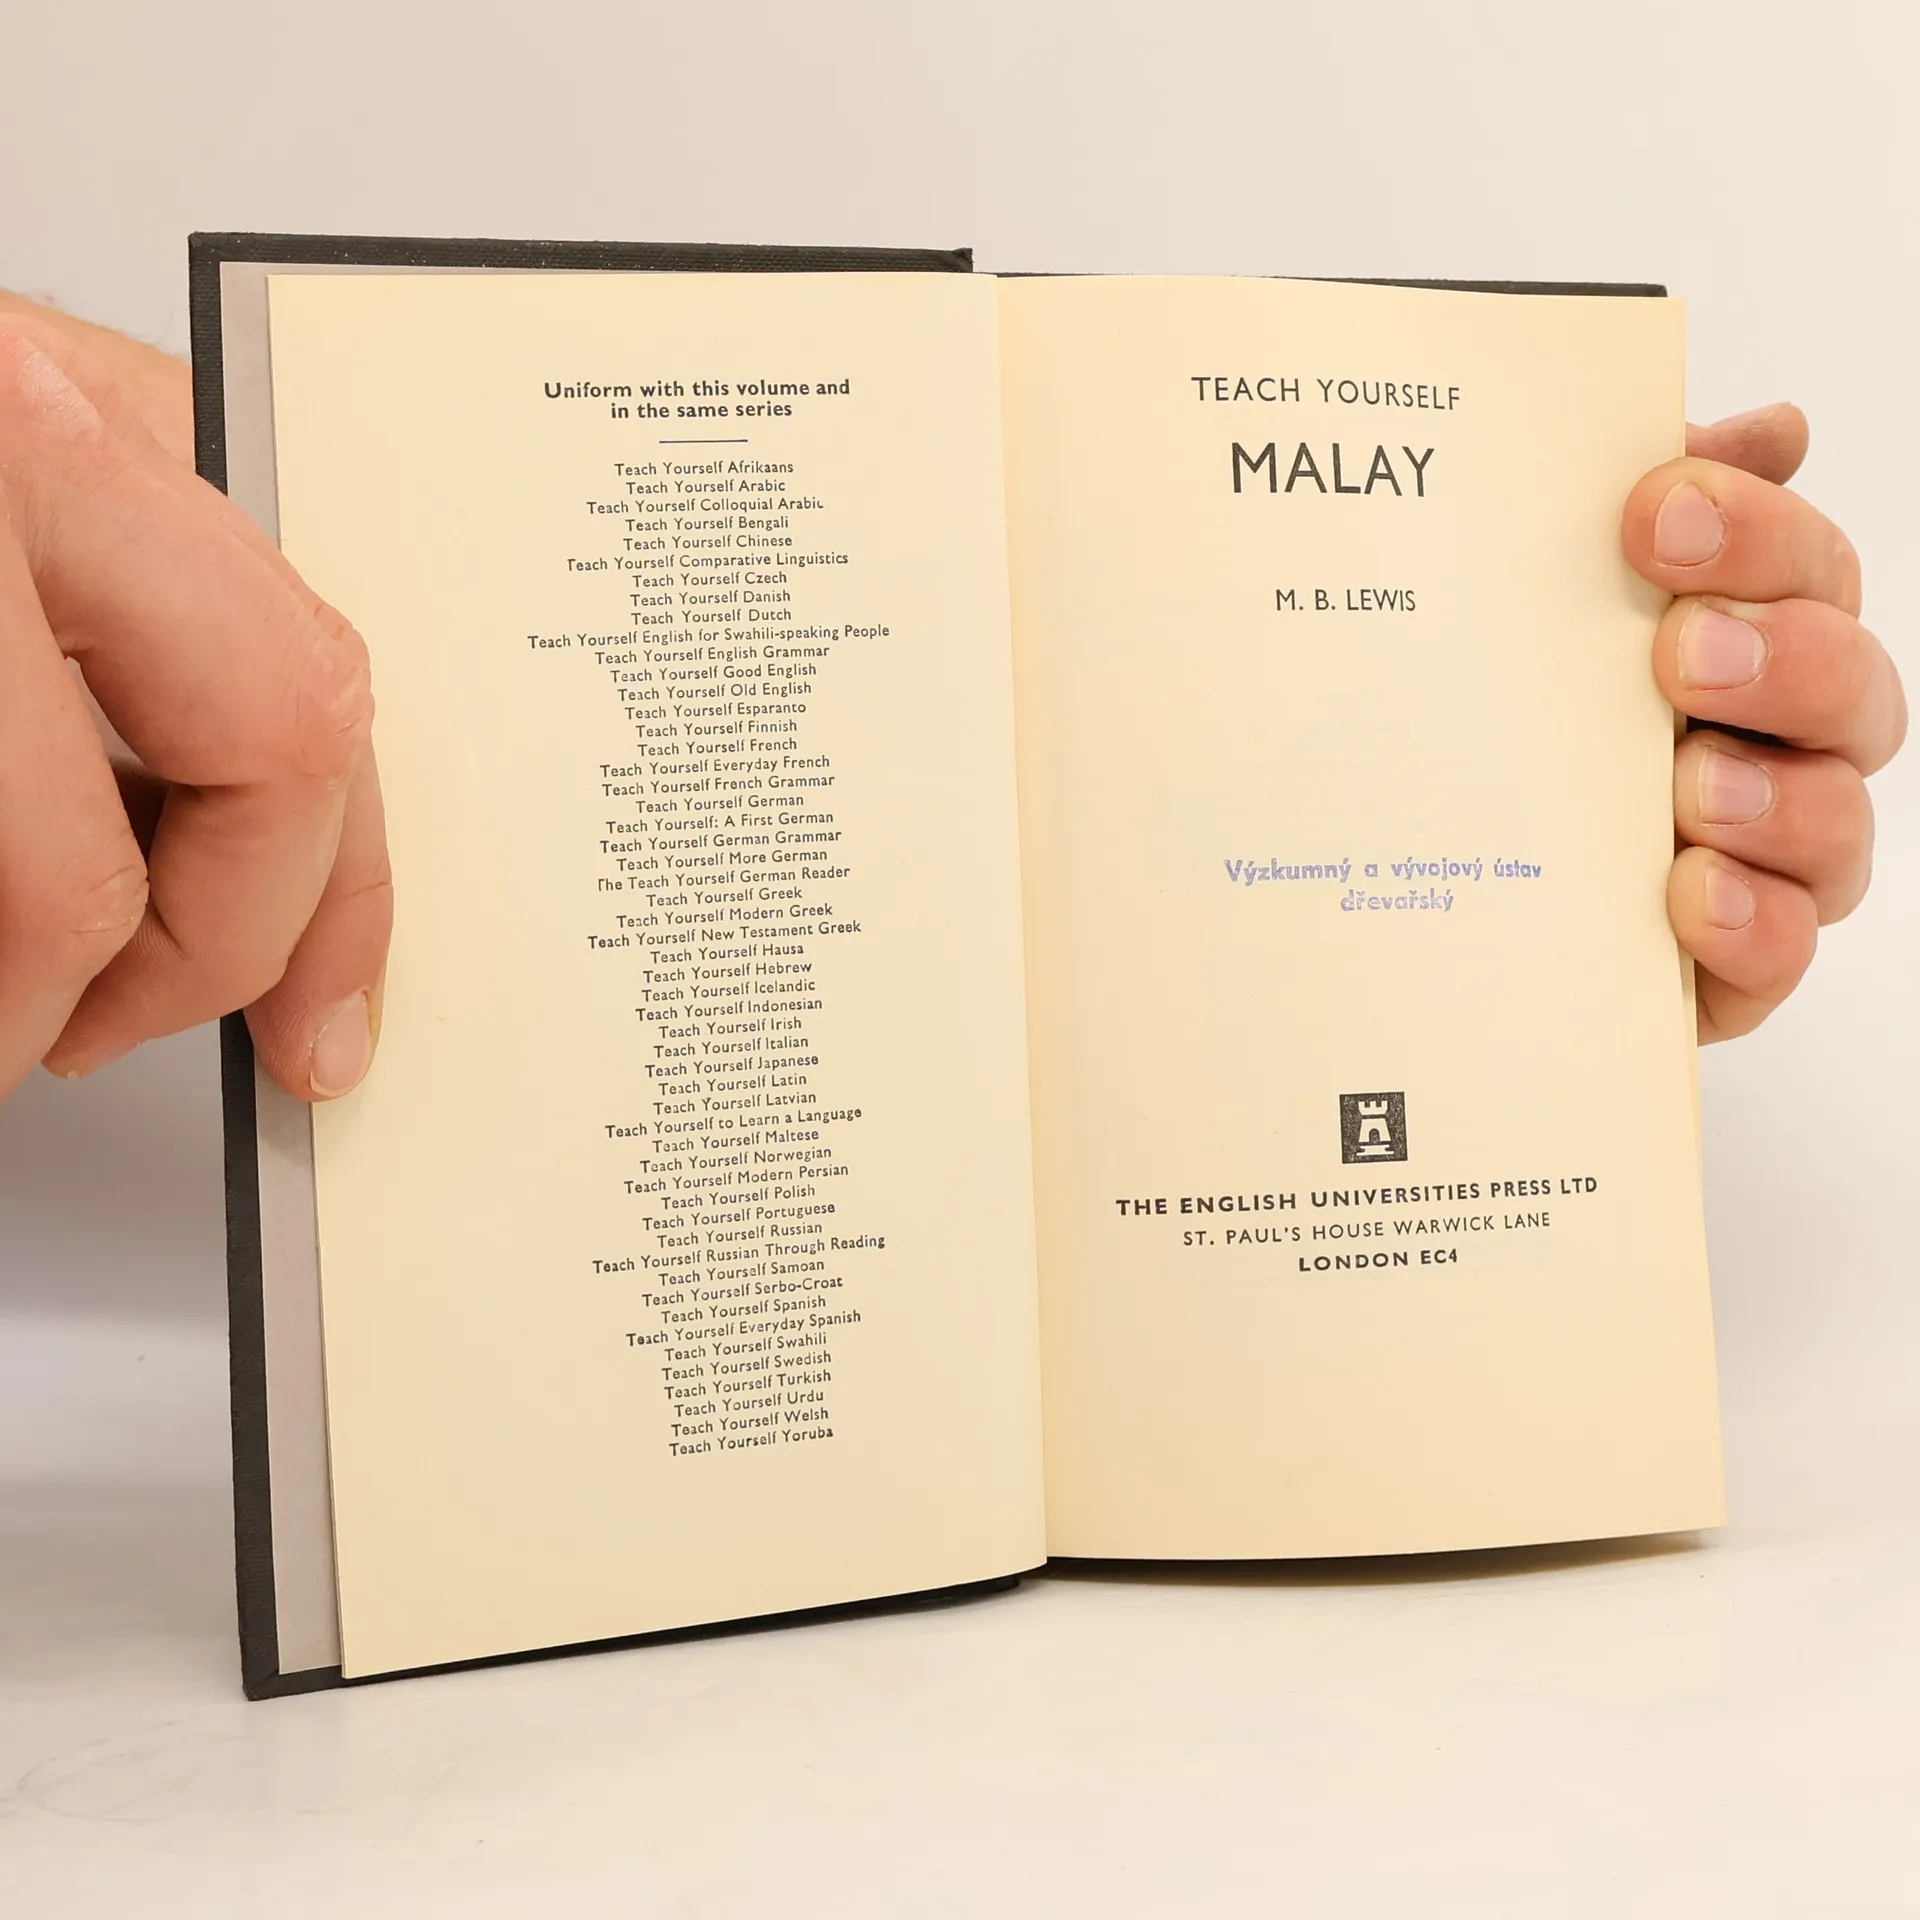 Uniform with this volume and
in the same series
Teach Yourself Afrikaans
Teach Yourself Arabic
Teach Yourself Colloquial Arabic
Teach Yourself Bengali
Teach Yourself Chinese
Teach Yourself Comparative Linguistics
Teach Yourself Czech
Teach Yourself Danish
Teach Yourself Dutch
Teach Yourself English for Swahili-speaking People
Teach Yourself English Grammar
Teach Yourself Good English
Teach Yourself Old English
Teach Yourself Esperanto
Teach Yourself Finnish
Teach Yourself French
Teach Yourself Everyday French
Teach Yourself French Grammar
Teach Yourself German
Teach Yourself: A First German
Teach Yourself German Grammar
Teach Yourself More German
The Teach Yourself German Reader
Teach Yourself Greek
Teach Yourself Modern Greek
Teach Yourself New Testament Greek
Teach Yourself Hausa
Teach Yourself Hebrew
Teach Yourself Icelandic
Teach Yourself Indonesian
Teach Yourself Irish
Teach Yourself Italian
Teach Yourself Japanese
Teach Yourself Latin
Teach Yourself Latvian
Teach Yourself to Learn a Language
Teach Yourself Maltese
Teach Yourself Norwegian
Teach Yourself Modern Persian
Teach Yourself Polish
Teach Yourself Portuguese
Teach Yourself Russian
Teach Yourself Russian Through Reading
Teach Yourself Samoan
Teach Yourself Serbo-Croat
Teach Yourself Spanish
Teach Yourself Everyday Spanish
Teach Yourself Swahili
Teach Yourself Swedish
Teach Yourself Turkish
Teach Yourself Urdu
Teach Yourself Welsh
Teach Yourself Yoruba
TEACH YOURSELF
MALAY
M. B. LEWIS
Výzkumný a vývojový ústav
dřevařský
THE ENGLISH UNIVERSITIES PRESS LTD
ST. PAUL'S HOUSE WARWICK LANE
LONDON EC4